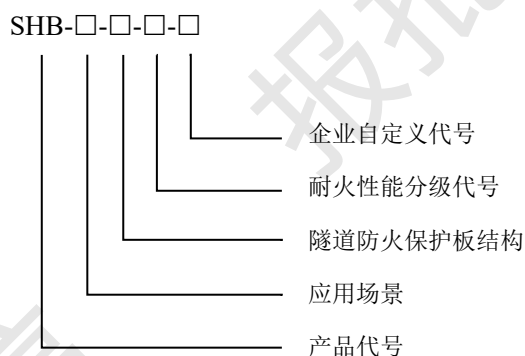 SHB-□-□-□-□
企业自定义代号
耐火性能分级代号
隧道防火保护板结构
应用场景
产品代号